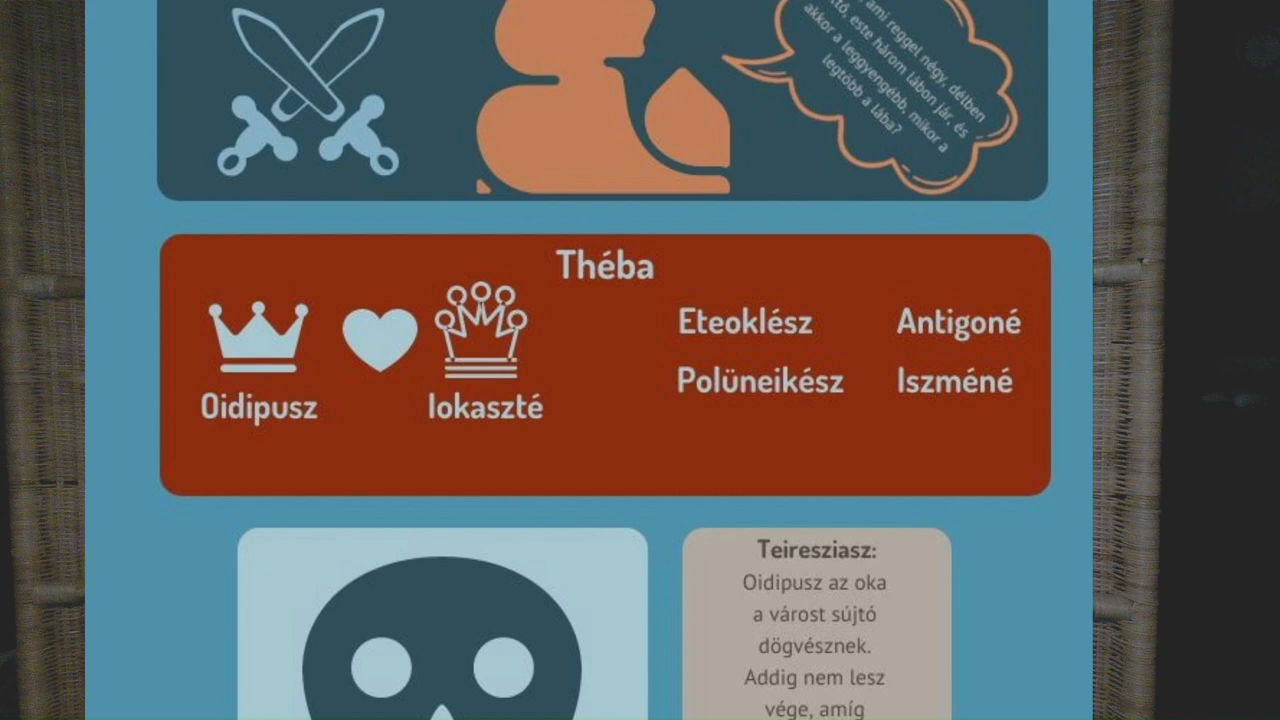 ami reggel négy, délben
este három lábon jár, és
akkor a leggyengébb, mikor a
legtöbb a lába?
Théba
Eteoklész Antigoné
Polüneikész Iszméné
Oidipusz Iokaszté
Teiresziasz:
Oidipusz az oka
a várost sújtó
dögvésznek.
Addig nem lesz
vége, amíg